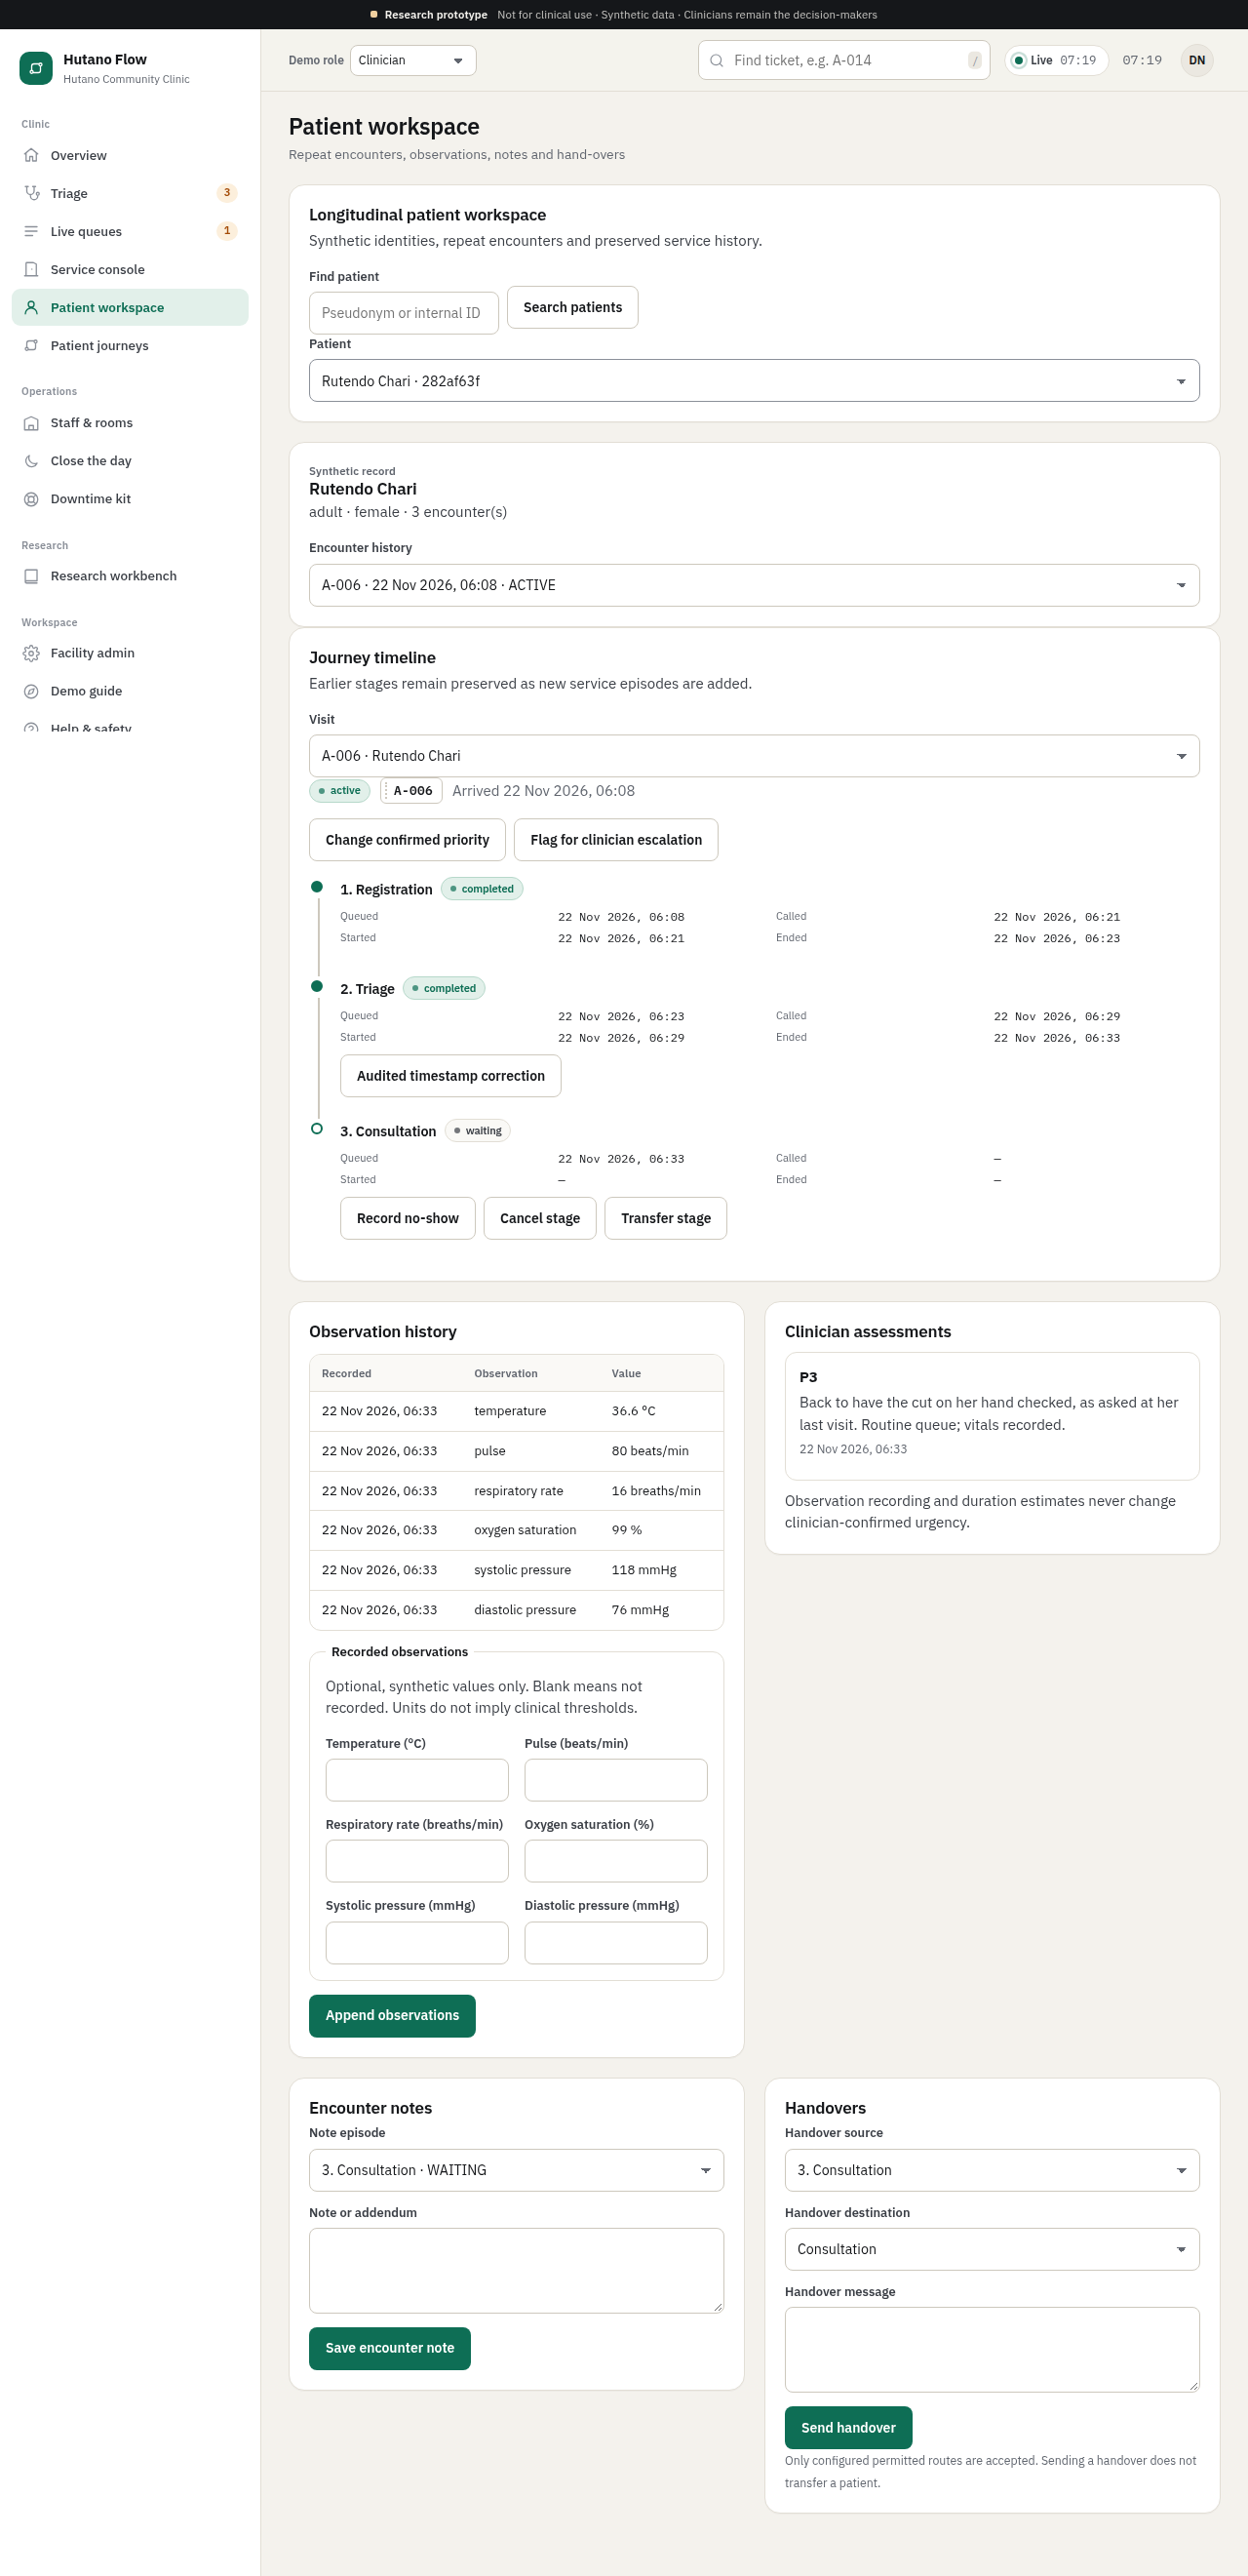 Research prototype Not for clinical use · Synthetic data · Clinicians remain the decision-makers
Hutano Flow
Hutano Community Clinic
Clinic
Overview
Triage 3
Live queues 1
Service console
Patient workspace
Patient journeys
Operations
Staff & rooms
Close the day
Downtime kit
Research
Research workbench
Workspace
Facility admin
Demo guide
Help & safety
Demo role Clinician Find ticket, e.g. A-014 / Live 07:19 07:19 DN
Patient workspace
Repeat encounters, observations, notes and hand-overs
Longitudinal patient workspace
Synthetic identities, repeat encounters and preserved service history.
Find patient
Pseudonym or internal ID Search patients
Patient
Rutendo Chari · 282af63f
Synthetic record
Rutendo Chari
adult · female · 3 encounter(s)
Encounter history
A-006 · 22 Nov 2026, 06:08 · ACTIVE
Journey timeline
Earlier stages remain preserved as new service episodes are added.
Visit
A-006 · Rutendo Chari
active A-006 Arrived 22 Nov 2026, 06:08
Change confirmed priority Flag for clinician escalation
1. Registration completed
Queued 22 Nov 2026, 06:08 Called 22 Nov 2026, 06:21
Started 22 Nov 2026, 06:21 Ended 22 Nov 2026, 06:23
2. Triage completed
Queued 22 Nov 2026, 06:23 Called 22 Nov 2026, 06:29
Started 22 Nov 2026, 06:29 Ended 22 Nov 2026, 06:33
Audited timestamp correction
3. Consultation waiting
Queued 22 Nov 2026, 06:33 Called —
Started — Ended —
Record no-show Cancel stage Transfer stage
Observation history
Recorded Observation Value
22 Nov 2026, 06:33 temperature 36.6 °C
22 Nov 2026, 06:33 pulse 80 beats/min
22 Nov 2026, 06:33 respiratory rate 16 breaths/min
22 Nov 2026, 06:33 oxygen saturation 99 %
22 Nov 2026, 06:33 systolic pressure 118 mmHg
22 Nov 2026, 06:33 diastolic pressure 76 mmHg
Recorded observations
Optional, synthetic values only. Blank means not
recorded. Units do not imply clinical thresholds.
Temperature (°C) Pulse (beats/min)
Respiratory rate (breaths/min) Oxygen saturation (%)
Systolic pressure (mmHg) Diastolic pressure (mmHg)
Append observations
Clinician assessments
P3
Back to have the cut on her hand checked, as asked at her
last visit. Routine queue; vitals recorded.
22 Nov 2026, 06:33
Observation recording and duration estimates never change
clinician-confirmed urgency.
Encounter notes
Note episode
3. Consultation · WAITING
Note or addendum
Save encounter note
Handovers
Handover source
3. Consultation
Handover destination
Consultation
Handover message
Send handover
Only configured permitted routes are accepted. Sending a handover does not
transfer a patient.